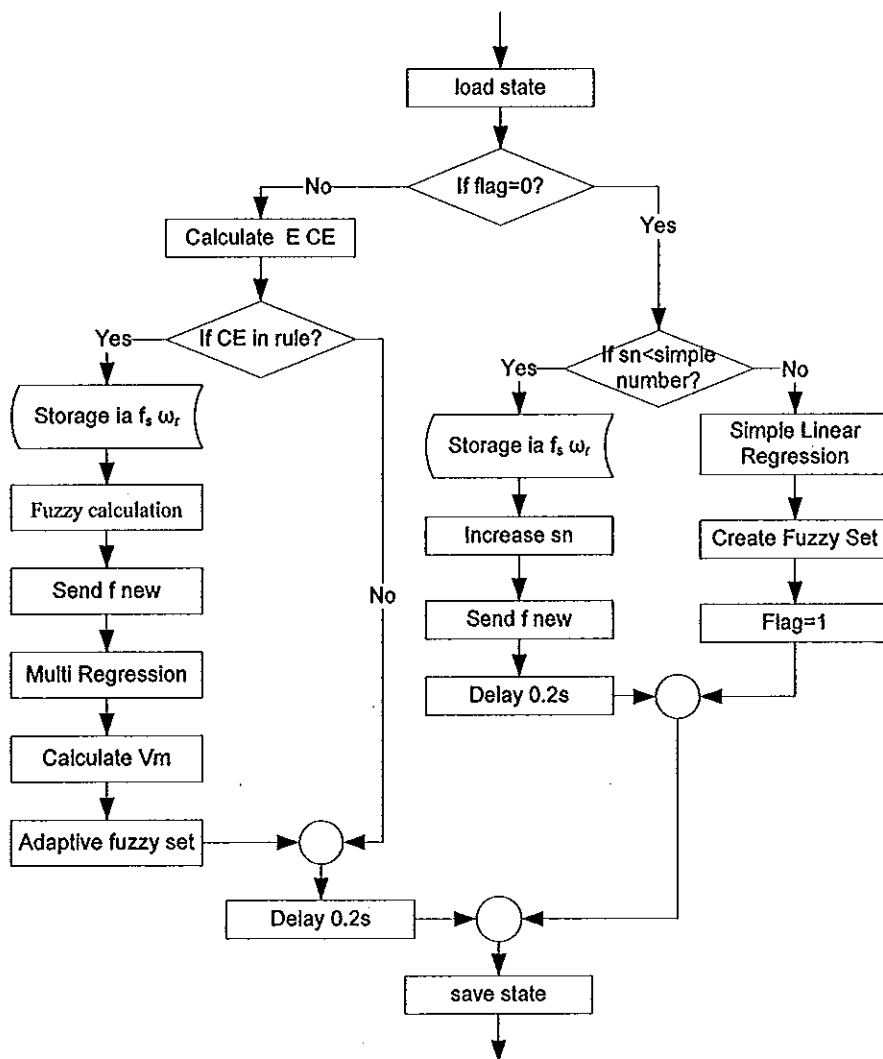 load state
If flag=0?
No
Yes
Calculate E CE
If CE in rule?
Yes
No
Storage ia fs ωr
Fuzzy calculation
Send f new
Multi Regression
Calculate Vm
Adaptive fuzzy set
If sn<simple
number?
Yes
No
Storage ia fs ωr
Increase sn
Send f new
Delay 0.2s
Simple Linear
Regression
Create Fuzzy Set
Flag=1
Delay 0.2s
save state